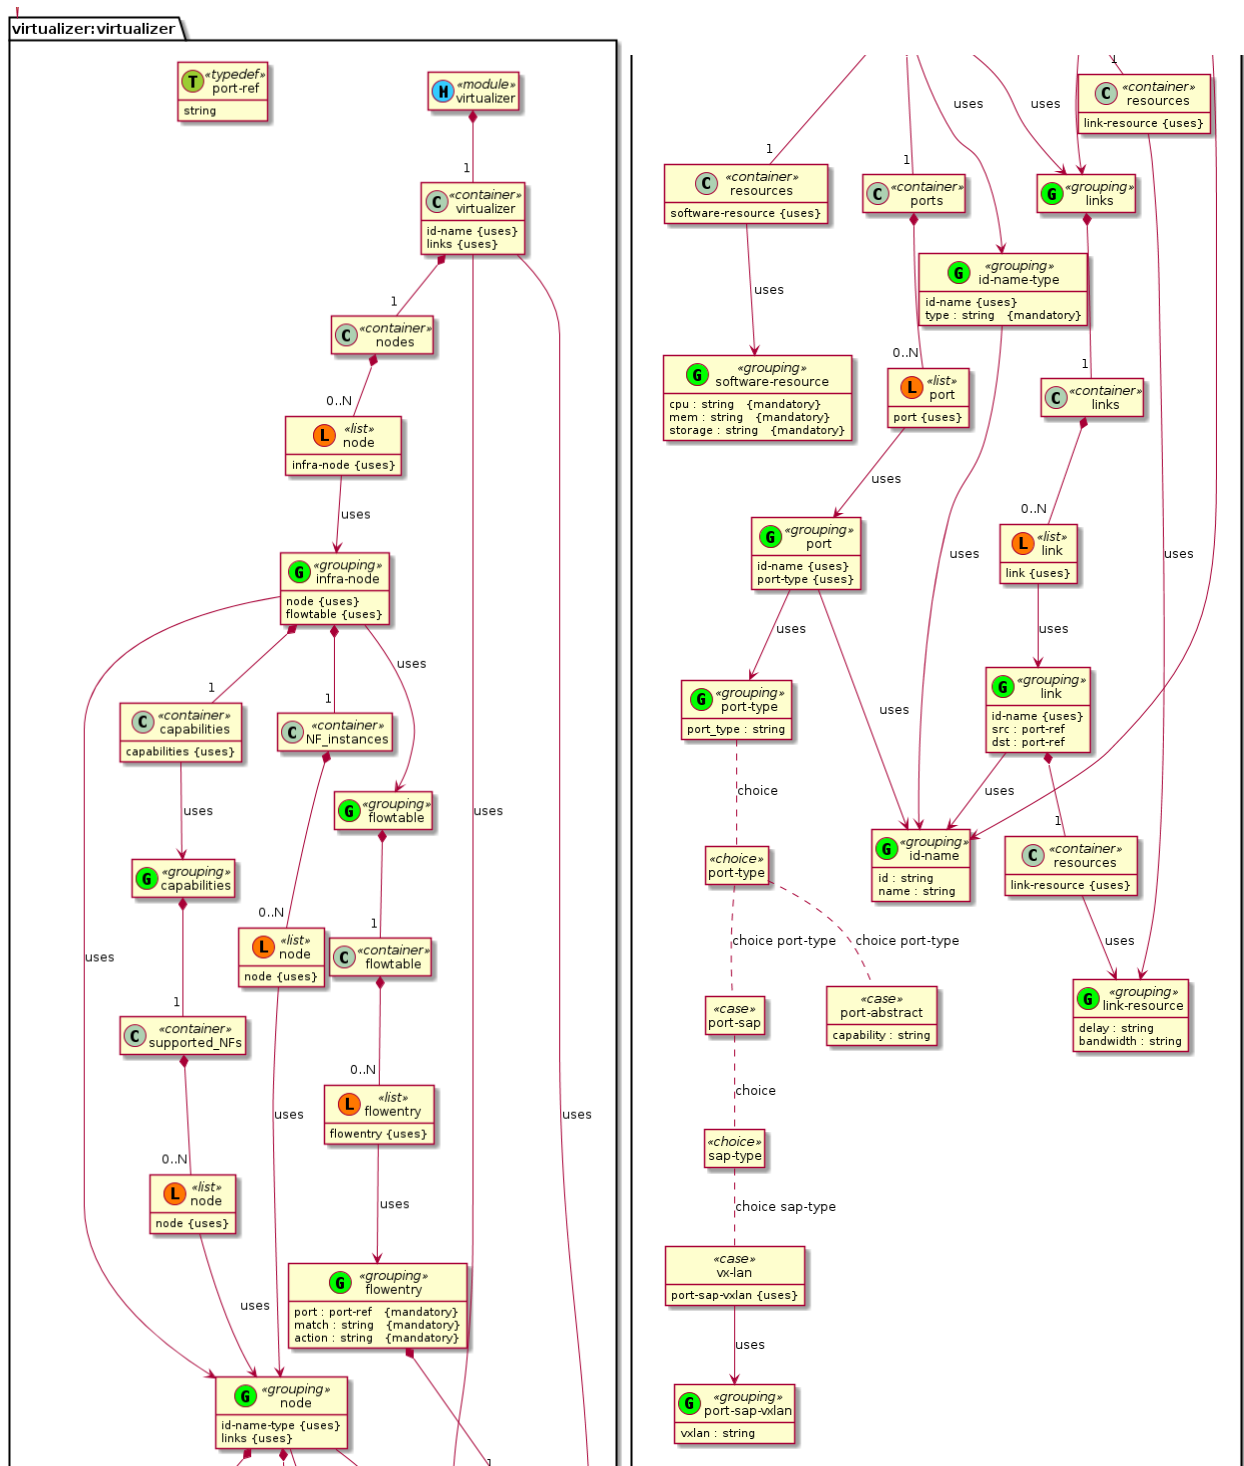 virtualizer:virtualizer
T «typedef»
port-ref
string
M «module»
virtualizer
1
C «container»
virtualizer
id-name {uses}
links {uses}
1
C «container»
nodes
0..N
L «list»
node
infra-node {uses}
uses
G «grouping»
infra-node
node {uses}
flowtable {uses}
uses
1
1
C «container»
capabilities
capabilities {uses}
C «container»
NF_instances
uses
G «grouping»
flowtable
uses
G «grouping»
capabilities
0..N
1
L «list»
node
node {uses}
C «container»
flowtable
uses
1
C «container»
supported_NFs
0..N
L «list»
flowentry
flowentry {uses}
uses
uses
0..N
L «list»
node
node {uses}
uses
G «grouping»
flowentry
port : port-ref {mandatory}
match : string {mandatory}
action : string {mandatory}
uses
G «grouping»
node
id-name-type {uses}
links {uses}
1
1
C «container»
resources
link-resource {uses}
uses
uses
1
C «container»
resources
software-resource {uses}
1
C «container»
ports
G «grouping»
links
G «grouping»
id-name-type
id-name {uses}
type : string {mandatory}
uses
G «grouping»
software-resource
cpu : string {mandatory}
mem : string {mandatory}
storage : string {mandatory}
0..N
L «list»
port
port {uses}
1
C «container»
links
uses
0..N
L «list»
link
link {uses}
G «grouping»
port
id-name {uses}
port-type {uses}
uses
uses
uses
uses
G «grouping»
port-type
port_type : string
G «grouping»
link
id-name {uses}
src : port-ref
dst : port-ref
uses
choice
uses
1
«choice»
port-type
G «grouping»
id-name
id : string
name : string
C «container»
resources
link-resource {uses}
choice port-type
choice port-type
uses
«case»
port-sap
«case»
port-abstract
capability : string
G «grouping»
link-resource
delay : string
bandwidth : string
choice
«choice»
sap-type
choice sap-type
«case»
vx-lan
port-sap-vxlan {uses}
uses
G «grouping»
port-sap-vxlan
vxlan : string